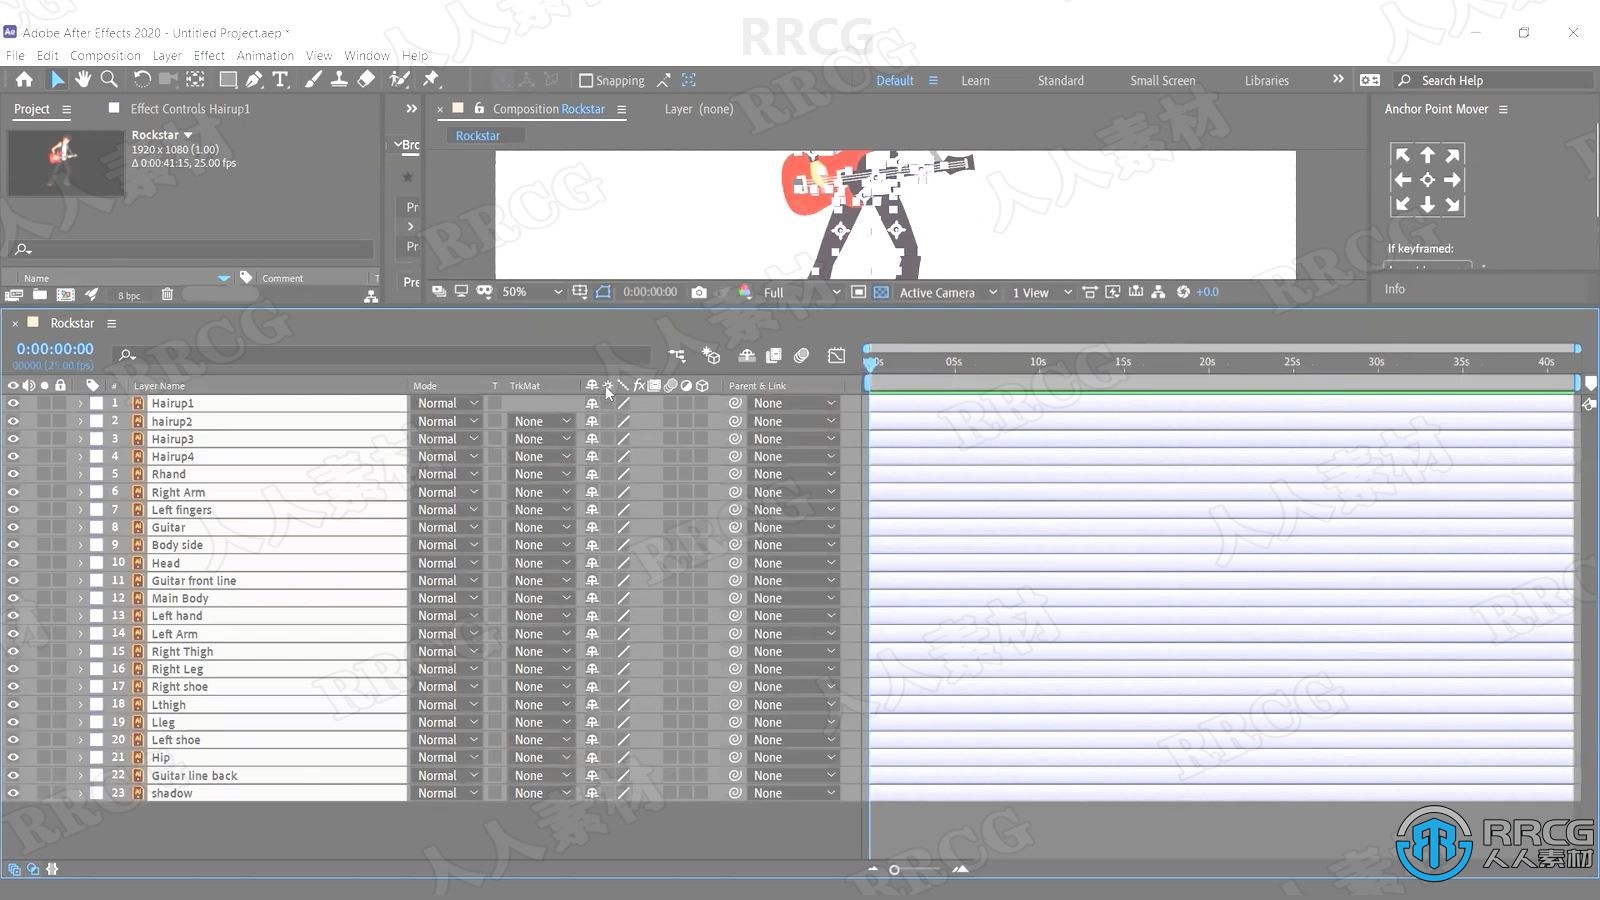 RRCG
Adobe After Effects 2020 - Untitled Project.aep *
File Edit Composition Layer Effect Animation View Window Help
Snapping Default Learn Standard Small Screen Libraries Search Help
Project Effect Controls Hairup1 Composition Rockstar Layer (none) Anchor Point Mover
Rockstar
1920 x 1080 (1.00)
Δ 0:00:41:15, 25.00 fps
Bro
Rockstar
Pr
Pr
Pre
If keyframed:
Name Comment T
8 bpc
50% 0:00:00:00 Full Active Camera 1 View +0.0
Info
Rockstar
0:00:00:00
00000 (25.00 fps)
00s 05s 10s 15s 20s 25s 30s 35s 40s
# Layer Name Mode T TrkMat fx Parent & Link
1 Hairup1 Normal None
2 hairup2 Normal None None
3 Hairup3 Normal None None
4 Hairup4 Normal None None
5 Rhand Normal None None
6 Right Arm Normal None None
7 Left fingers Normal None None
8 Guitar Normal None None
9 Body side Normal None None
10 Head Normal None None
11 Guitar front line Normal None None
12 Main Body Normal None None
13 Left hand Normal None None
14 Left Arm Normal None None
15 Right Thigh Normal None None
16 Right Leg Normal None None
17 Right shoe Normal None None
18 Lthigh Normal None None
19 Lleg Normal None None
20 Left shoe Normal None None
21 Hip Normal None None
22 Guitar line back Normal None None
23 shadow Normal None None
RRCG
人人素材